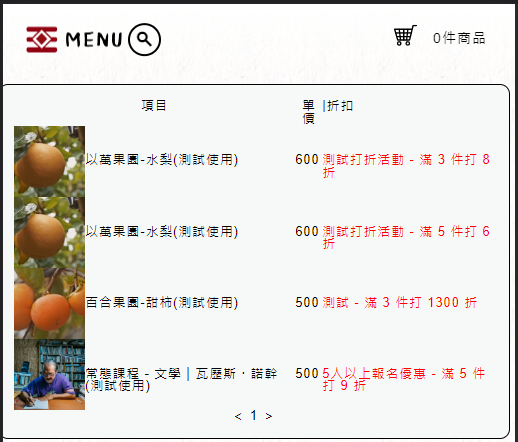 MENU
0件商品
項目
單價
|折扣
以萬果園-水梨(測試使用)
600
測試打折活動 - 滿 3 件打 8
折
以萬果園-水梨(測試使用)
600
測試打折活動 - 滿 5 件打 6
折
百合果園-甜柿(測試使用)
500
測試 - 滿 3 件打 1300 折
常態課程 - 文學｜瓦歷斯．諾幹
(測試使用)
500
5人以上報名優惠 - 滿 5 件
打 9 折
< 1 >